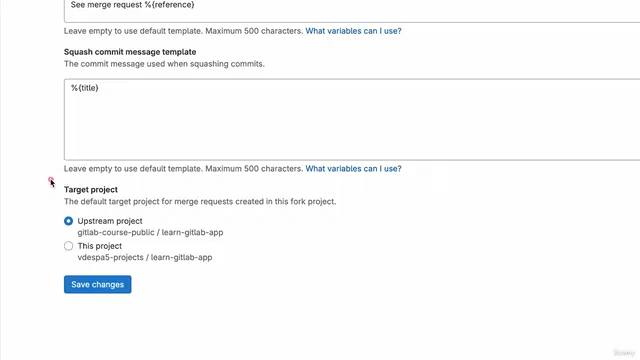 See merge request %{reference}
Leave empty to use default template. Maximum 500 characters. What variables can I use?
Squash commit message template
The commit message used when squashing commits.
%{title}
Leave empty to use default template. Maximum 500 characters. What variables can I use?
Target project
The default target project for merge requests created in this fork project.
Upstream project
gitlab-course-public / learn-gitlab-app
This project
vdespa5-projects / learn-gitlab-app
Save changes